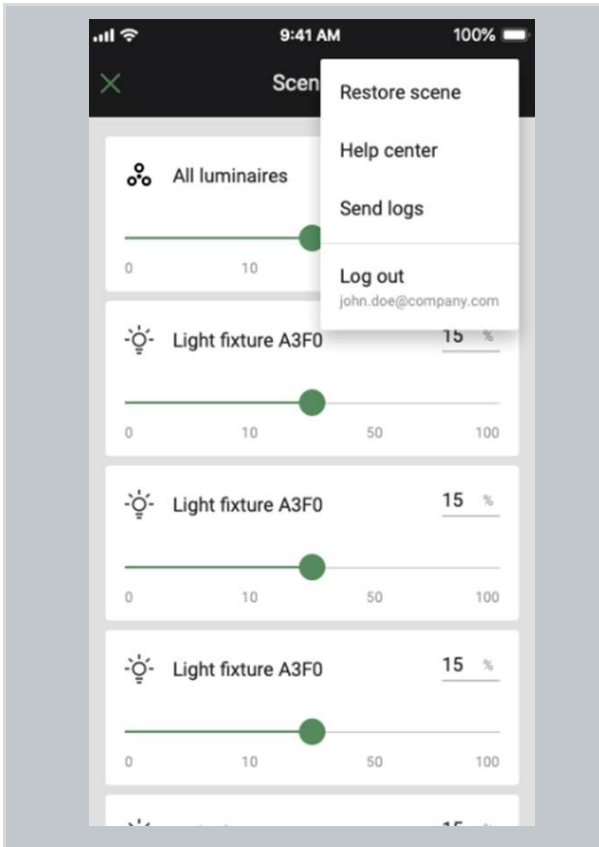 9:41 AM 100%
Scen
Restore scene
Help center
Send logs
Log out
john.doe@company.com
All luminaires
0 10
Light fixture A3F0 15 %
0 10 50 100
Light fixture A3F0 15 %
0 10 50 100
Light fixture A3F0 15 %
0 10 50 100
15 %